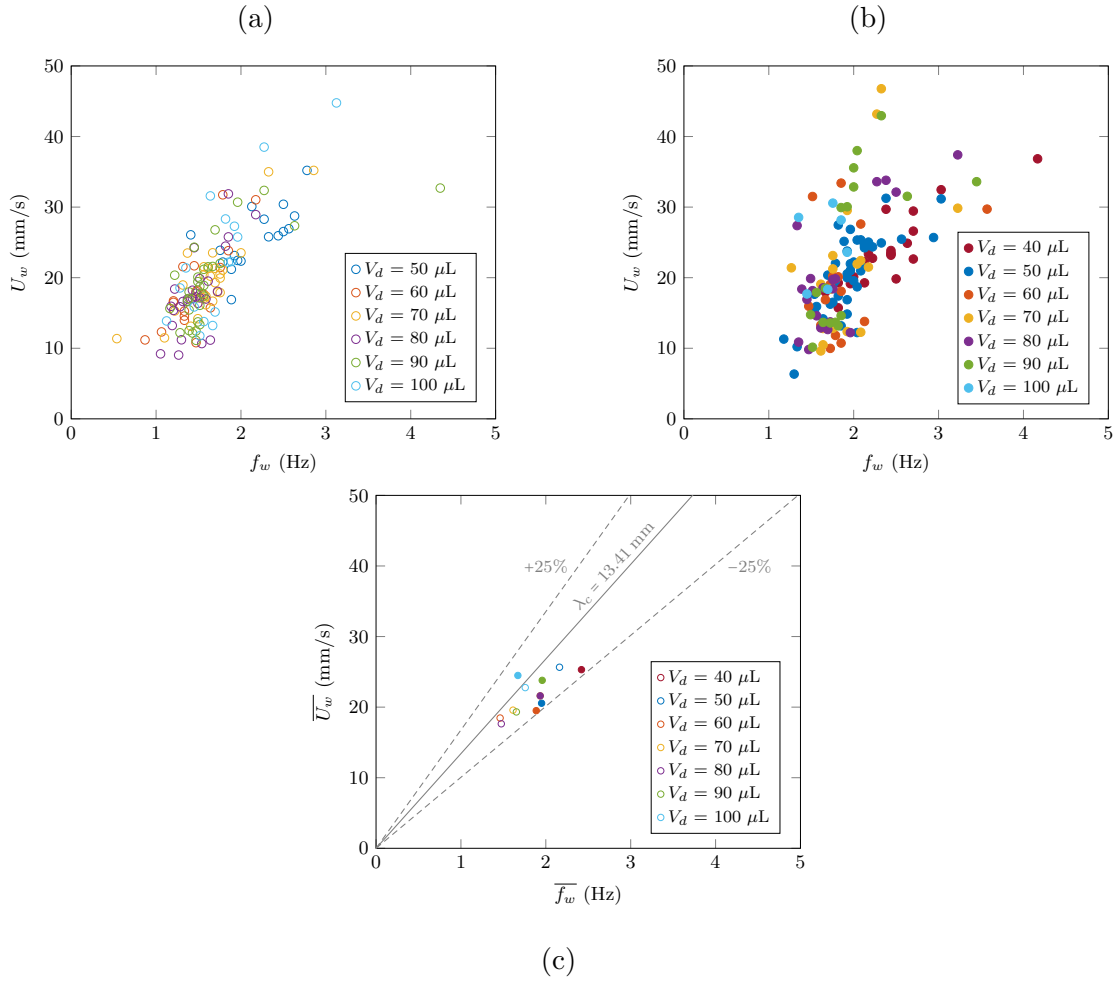 (a)
(b)
50
40
30
20
10
0
U_w (mm/s)
0 1 2 3 4 5
f_w (Hz)
V_d = 50 μL
V_d = 60 μL
V_d = 70 μL
V_d = 80 μL
V_d = 90 μL
V_d = 100 μL
50
40
30
20
10
0
U_w (mm/s)
0 1 2 3 4 5
f_w (Hz)
V_d = 40 μL
V_d = 50 μL
V_d = 60 μL
V_d = 70 μL
V_d = 80 μL
V_d = 90 μL
V_d = 100 μL
50
40
30
20
10
0
U̅_w̅ (mm/s)
+25%
λ_c = 13.41 mm
−25%
V_d = 40 μL
V_d = 50 μL
V_d = 60 μL
V_d = 70 μL
V_d = 80 μL
V_d = 90 μL
V_d = 100 μL
0 1 2 3 4 5
f̅_w̅ (Hz)
(c)